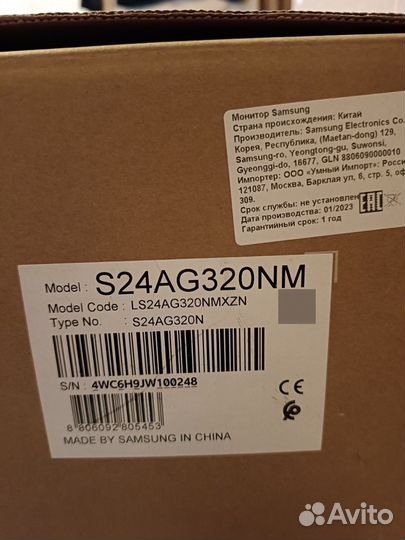 Монитор Samsung
Страна происхождения: Китай
Производитель: Samsung Electronics Co.
Корея, Республика, (Maetan-dong) 129,
Samsung-ro, Yeongtong-gu, Suwonsi,
Gyeonggi-do, 16677, GLN 8806090000010
Импортер: ООО «Умный Импорт»: Россия
121087, Москва, Барклая ул, 6, стр. 5, оф
309.
Срок службы: не установлен
Дата производства: 01/2023
Гарантийный срок: 1 год
EAC
Model : S24AG320NM
Model Code : LS24AG320NMXZN
Type No. : S24AG320N
S/N : 4WC6H9JW100248
8 806092 805453
CE
MADE BY SAMSUNG IN CHINA
Avito